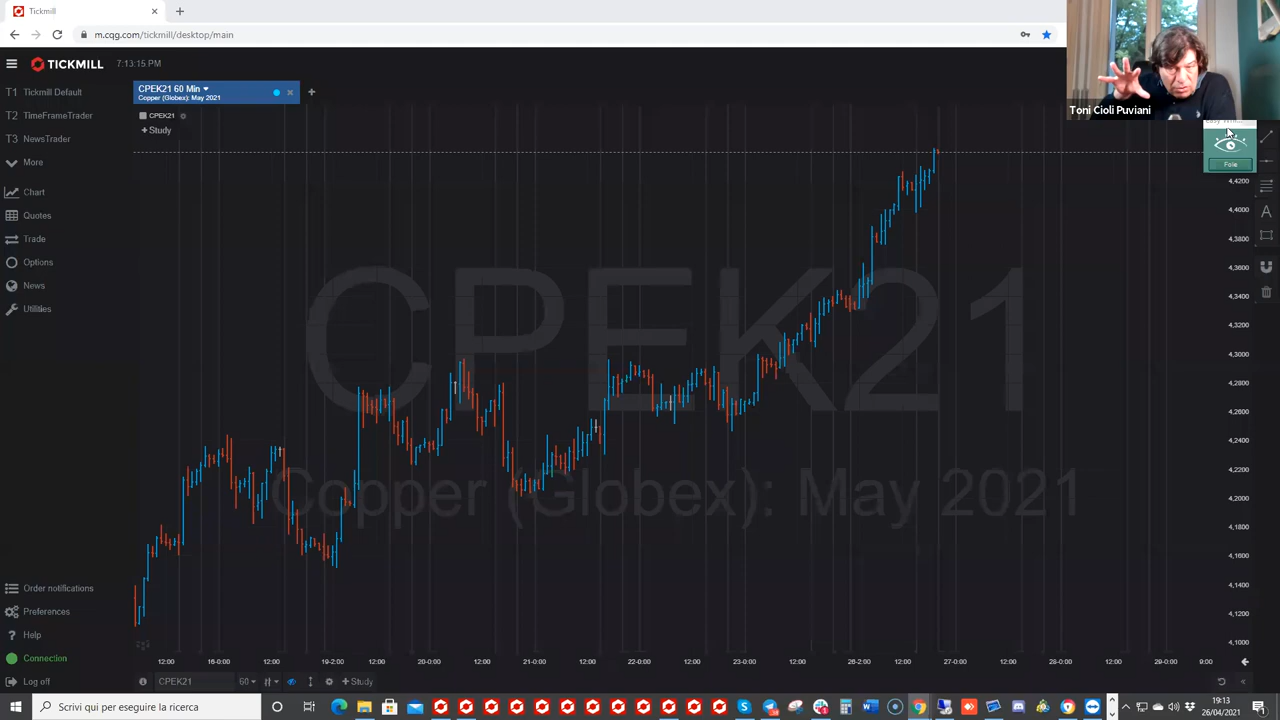 Tickmill
m.cqg.com/tickmill/desktop/main
TICKMILL
7:13:15 PM
Toni Cioli Puviani
T1 Tickmill Default
T2 TimeFrameTrader
T3 NewsTrader
More
Chart
Quotes
Trade
Options
News
Utilities
Order notifications
Preferences
Help
Connection
Log off
CPEK21 60 Min
Copper (Globex): May 2021
CPEK21
+Study
CPEK21
Copper (Globex): May 2021
Fole
4,4200
4,4000
4,3800
4,3600
4,3400
4,3200
4,3000
4,2800
4,2600
4,2400
4,2200
4,2000
4,1800
4,1600
4,1400
4,1200
4,1000
12:00 16-0:00 12:00 19-2:00 12:00 20-0:00 12:00 21-0:00 12:00 22-0:00 12:00 23-0:00 12:00 26-2:00 12:00 27-0:00 12:00 28-0:00 12:00 29-0:00 9:00
CPEK21 60 +Study
Scrivi qui per eseguire la ricerca
19:13
26/04/2021